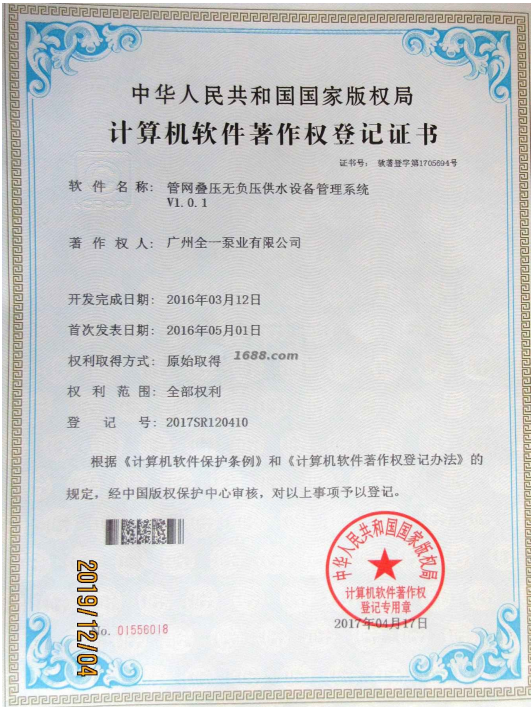 中华人民共和国国家版权局
计算机软件著作权登记证书
证书号： 软著登字第1705694号
软件名称： 管网叠压无负压供水设备管理系统
V1.0.1
著作权人： 广州全一泵业有限公司
开发完成日期： 2016年03月12日
首次发表日期： 2016年05月01日
权利取得方式： 原始取得
1688.com
权利范围： 全部权利
登记号： 2017SR120410
根据《计算机软件保护条例》和《计算机软件著作权登记办法》的
规定，经中国版权保护中心审核，对以上事项予以登记。
中华人民共和国国家版权局
计算机软件著作权
登记专用章
2017年04月17日
No. 01556018
2019/12/04